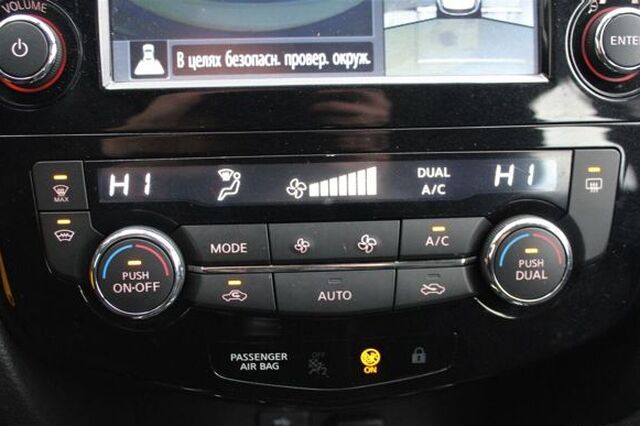 VOLUME
В целях безопасн. провер. окруж.
ENTER
MAX
HI
DUAL
A/C
HI
PUSH
ON·OFF
MODE
A/C
AUTO
PUSH
DUAL
PASSENGER
AIR BAG
OFF
ON